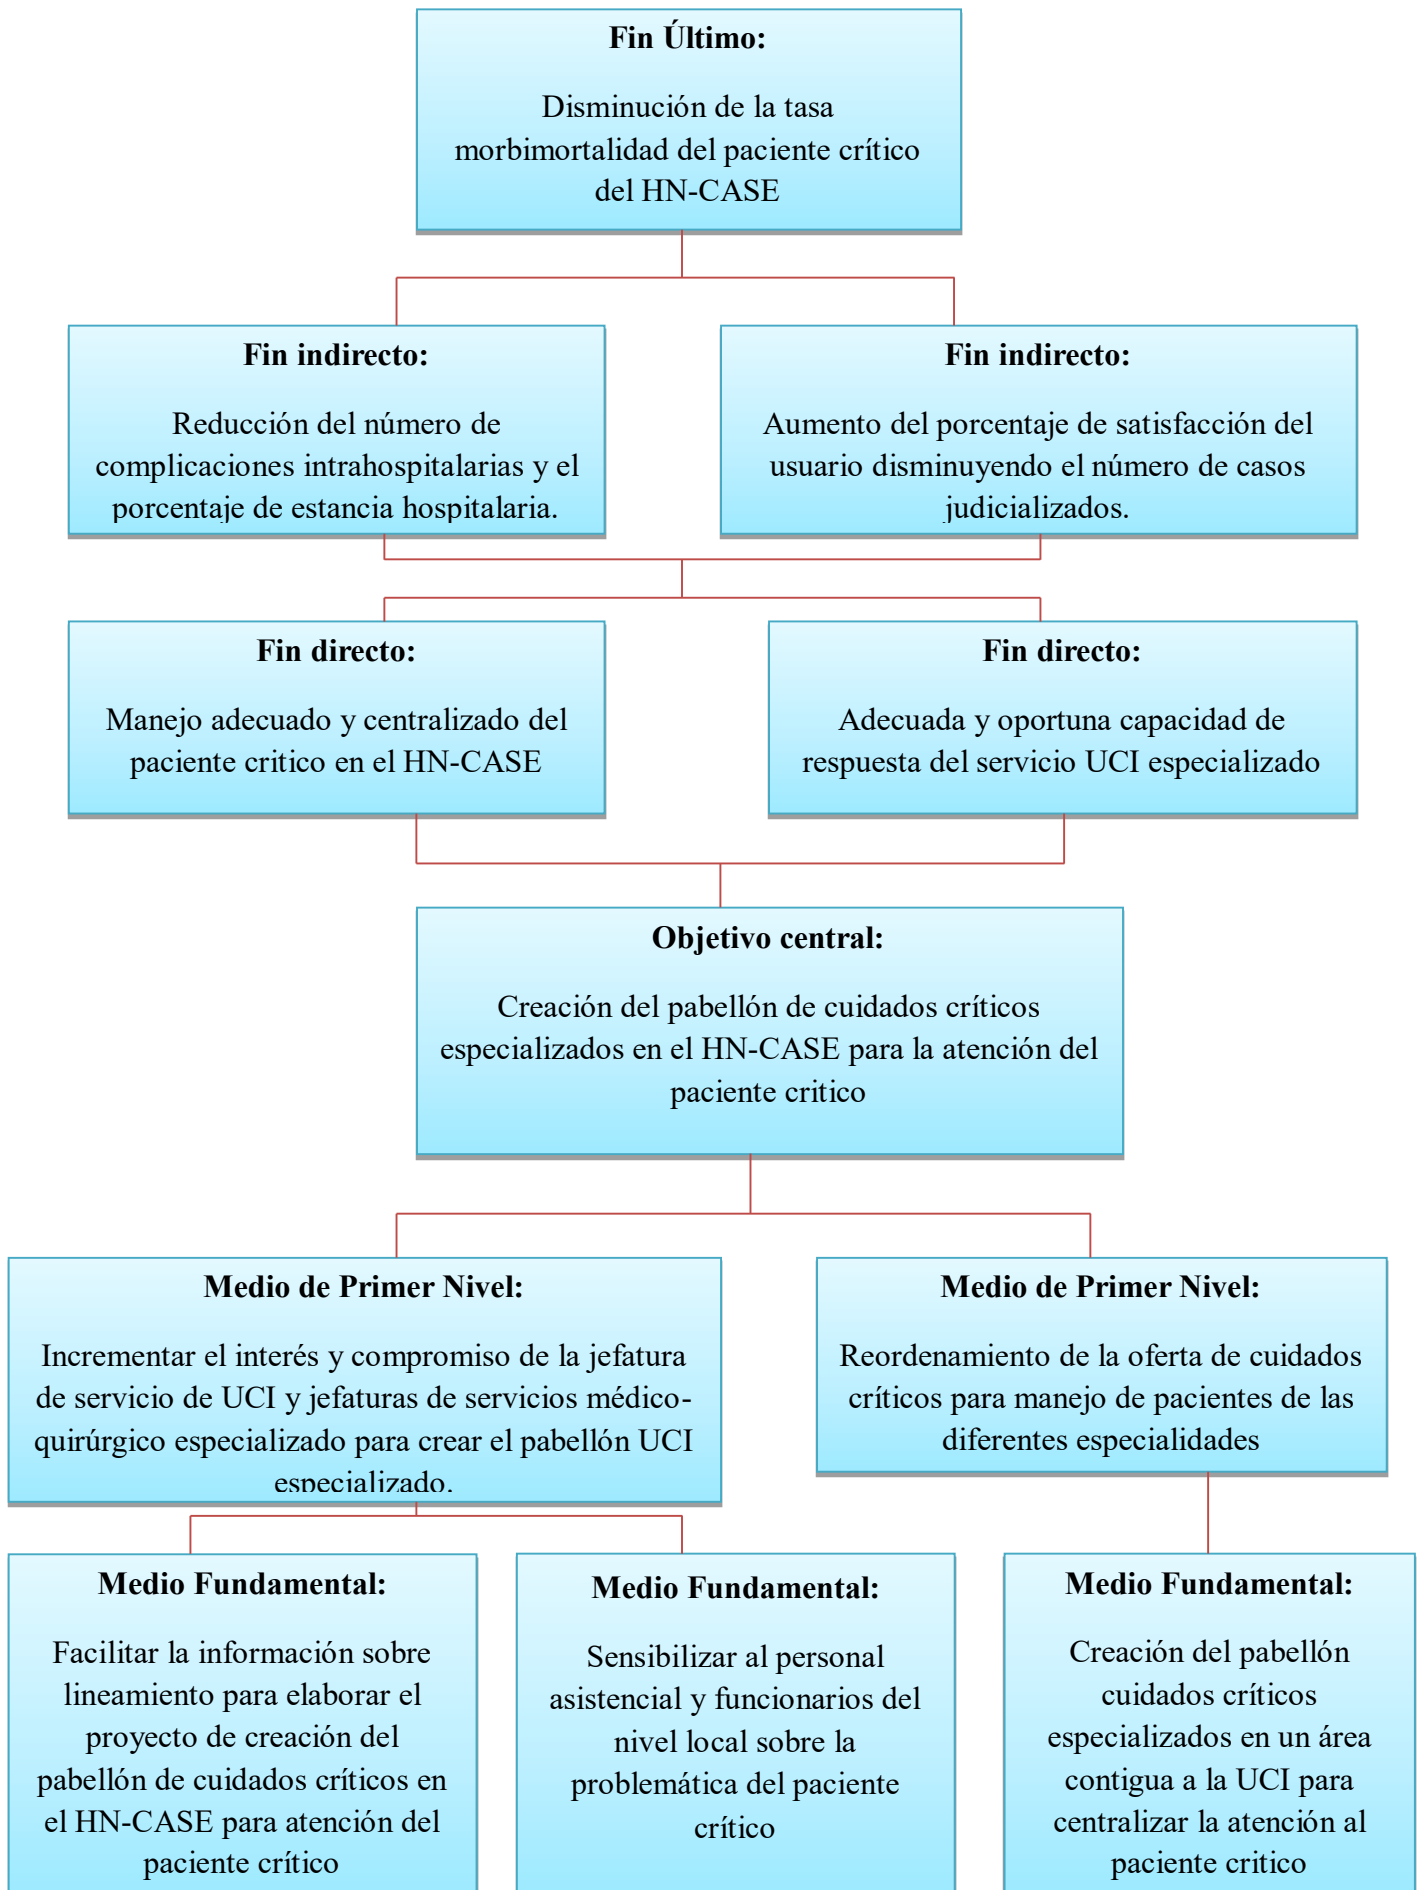 Fin Último:
Disminución de la tasa
morbimortalidad del paciente crítico
del HN-CASE
Fin indirecto:
Reducción del número de
complicaciones intrahospitalarias y el
porcentaje de estancia hospitalaria.
Fin indirecto:
Aumento del porcentaje de satisfacción del
usuario disminuyendo el número de casos
judicializados.
Fin directo:
Manejo adecuado y centralizado del
paciente critico en el HN-CASE
Fin directo:
Adecuada y oportuna capacidad de
respuesta del servicio UCI especializado
Objetivo central:
Creación del pabellón de cuidados críticos
especializados en el HN-CASE para la atención del
paciente critico
Medio de Primer Nivel:
Incrementar el interés y compromiso de la jefatura
de servicio de UCI y jefaturas de servicios médico-
quirúrgico especializado para crear el pabellón UCI
especializado.
Medio de Primer Nivel:
Reordenamiento de la oferta de cuidados
críticos para manejo de pacientes de las
diferentes especialidades
Medio Fundamental:
Facilitar la información sobre
lineamiento para elaborar el
proyecto de creación del
pabellón de cuidados críticos en
el HN-CASE para atención del
paciente crítico
Medio Fundamental:
Sensibilizar al personal
asistencial y funcionarios del
nivel local sobre la
problemática del paciente
crítico
Medio Fundamental:
Creación del pabellón
cuidados críticos
especializados en un área
contigua a la UCI para
centralizar la atención al
paciente critico